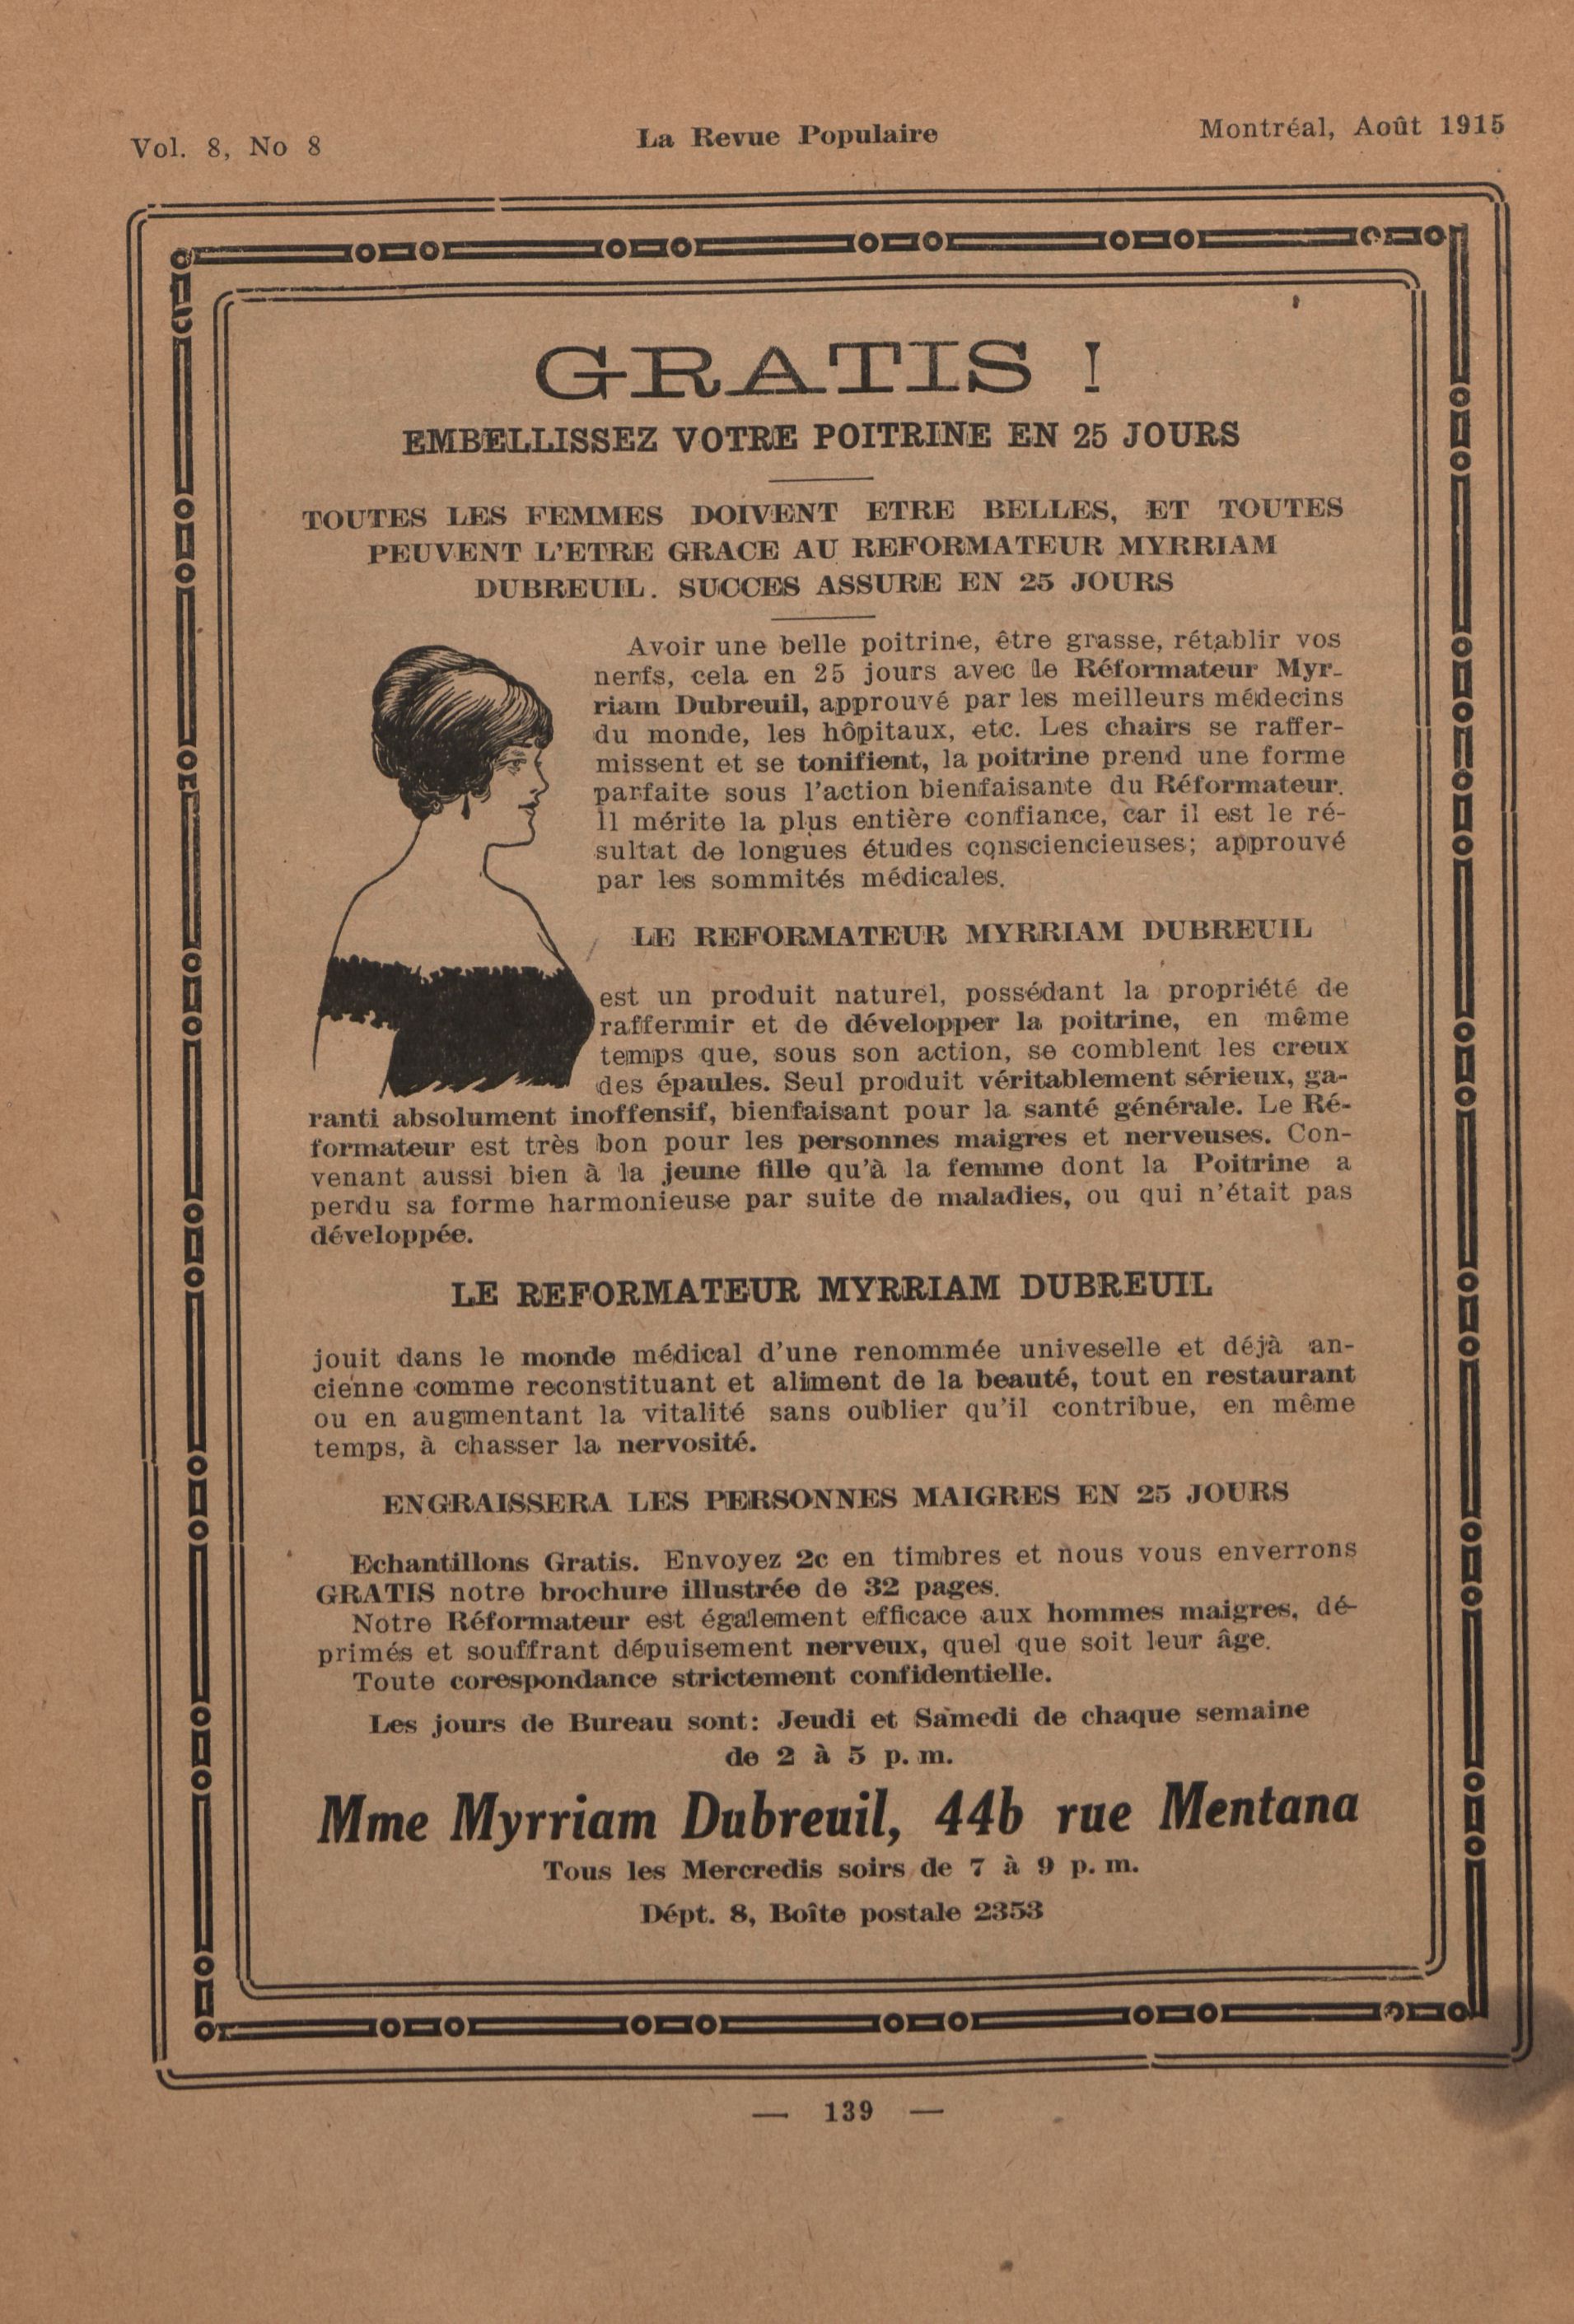 Vol. 8, No 8
La Revue Populaire
Montréal, Août 1915
GRATIS !
EMBELLISSEZ VOTRE POITRINE EN 25 JOURS
TOUTES LES FEMMES DOIVENT ETRE BELLES, ET TOUTES
PEUVENT L'ETRE GRACE AU REFORMATEUR MYRRIAM
DUBREUIL. SUCCES ASSURE EN 25 JOURS
Avoir une belle poitrine, être grasse, rétablir vos
nerfs, cela en 25 jours avec le Réformateur Myr-
riam Dubreuil, approuvé par les meilleurs médecins
du monde, les hôpitaux, etc. Les chairs se raffer-
missent et se tonifient, la poitrine prend une forme
parfaite sous l'action bienfaisante du Réformateur.
Il mérite la plus entière confiance, car il est le ré-
sultat de longues études consciencieuses; approuvé
par les sommités médicales.
LE REFORMATEUR MYRRIAM DUBREUIL
est un produit naturel, possédant la propriété de
raffermir et de développer la poitrine, en même
temps que, sous son action, se comblent les creux
des épaules. Seul produit véritablement sérieux, ga-
ranti absolument inoffensif, bienfaisant pour la santé générale. Le Ré-
formateur est très bon pour les personnes maigres et nerveuses. Con-
venant aussi bien à la jeune fille qu'à la femme dont la Poitrine a
perdu sa forme harmonieuse par suite de maladies, ou qui n'était pas
développée.
LE REFORMATEUR MYRRIAM DUBREUIL
jouit dans le monde médical d'une renommée univeselle et déjà an-
cienne comme reconstituant et aliment de la beauté, tout en restaurant
ou en augmentant la vitalité sans oublier qu'il contribue, en même
temps, à chasser la nervosité.
ENGRAISSERA LES PERSONNES MAIGRES EN 25 JOURS
Echantillons Gratis. Envoyez 2c en timbres et nous vous enverrons
GRATIS notre brochure illustrée de 32 pages.
Notre Réformateur est également efficace aux hommes maigres, dé-
primés et souffrant dépuisement nerveux, quel que soit leur âge.
Toute corespondance strictement confidentielle.
Les jours de Bureau sont: Jeudi et Samedi de chaque semaine
de 2 à 5 p. m.
Mme Myrriam Dubreuil, 44b rue Mentana
Tous les Mercredis soirs de 7 à 9 p. m.
Dépt. 8, Boîte postale 2353
— 139 —